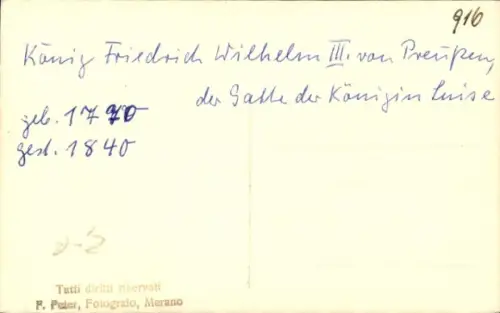 916
König Friedrich Wilhelm III. von Preußen,
der Gatte der Königin Luise
geb. 1770
gest. 1840
Tutti diritti riservati
F. Peter, Fotografo, Merano